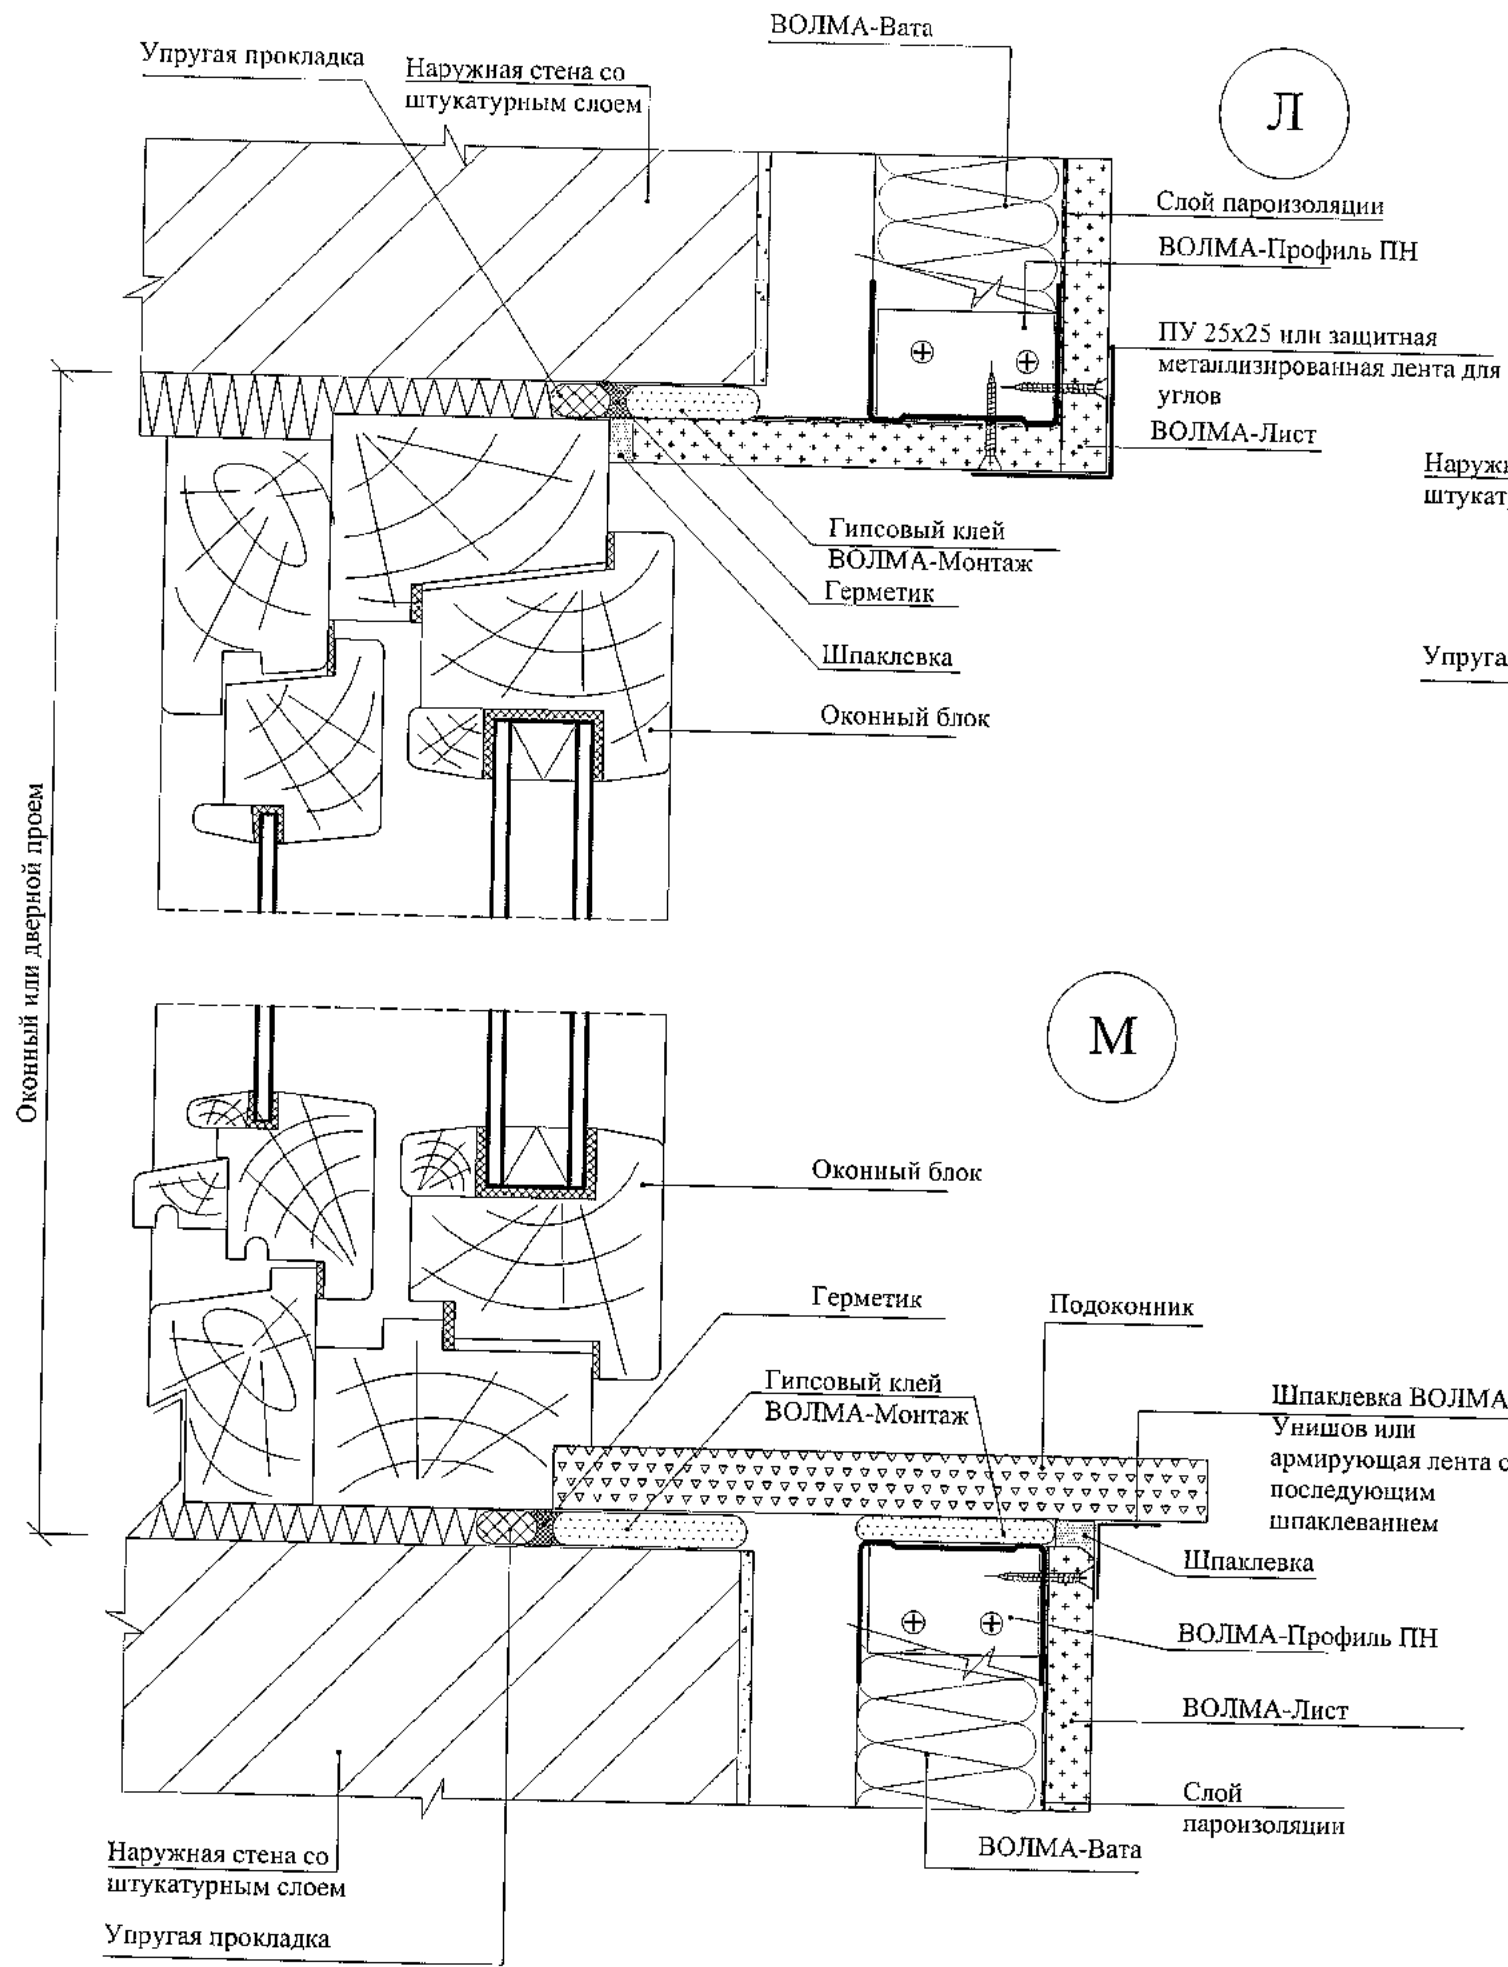 ВОЛМА-Вата
Упругая прокладка
Наружная стена со
штукатурным слоем
Л
Слой пароизоляции
ВОЛМА-Профиль ПН
ПУ 25х25 или защитная
металлизированная лента для
углов
ВОЛМА-Лист
Гипсовый клей
ВОЛМА-Монтаж
Герметик
Шпаклевка
Оконный блок
Оконный или дверной проем
М
Оконный блок
Герметик
Подоконник
Гипсовый клей
ВОЛМА-Монтаж
Шпаклевка ВОЛМА
Унишов или
армирующая лента с
последующим
шпаклеванием
Шпаклевка
ВОЛМА-Профиль ПН
ВОЛМА-Лист
Слой
пароизоляции
ВОЛМА-Вата
Наружная стена со
штукатурным слоем
Упругая прокладка